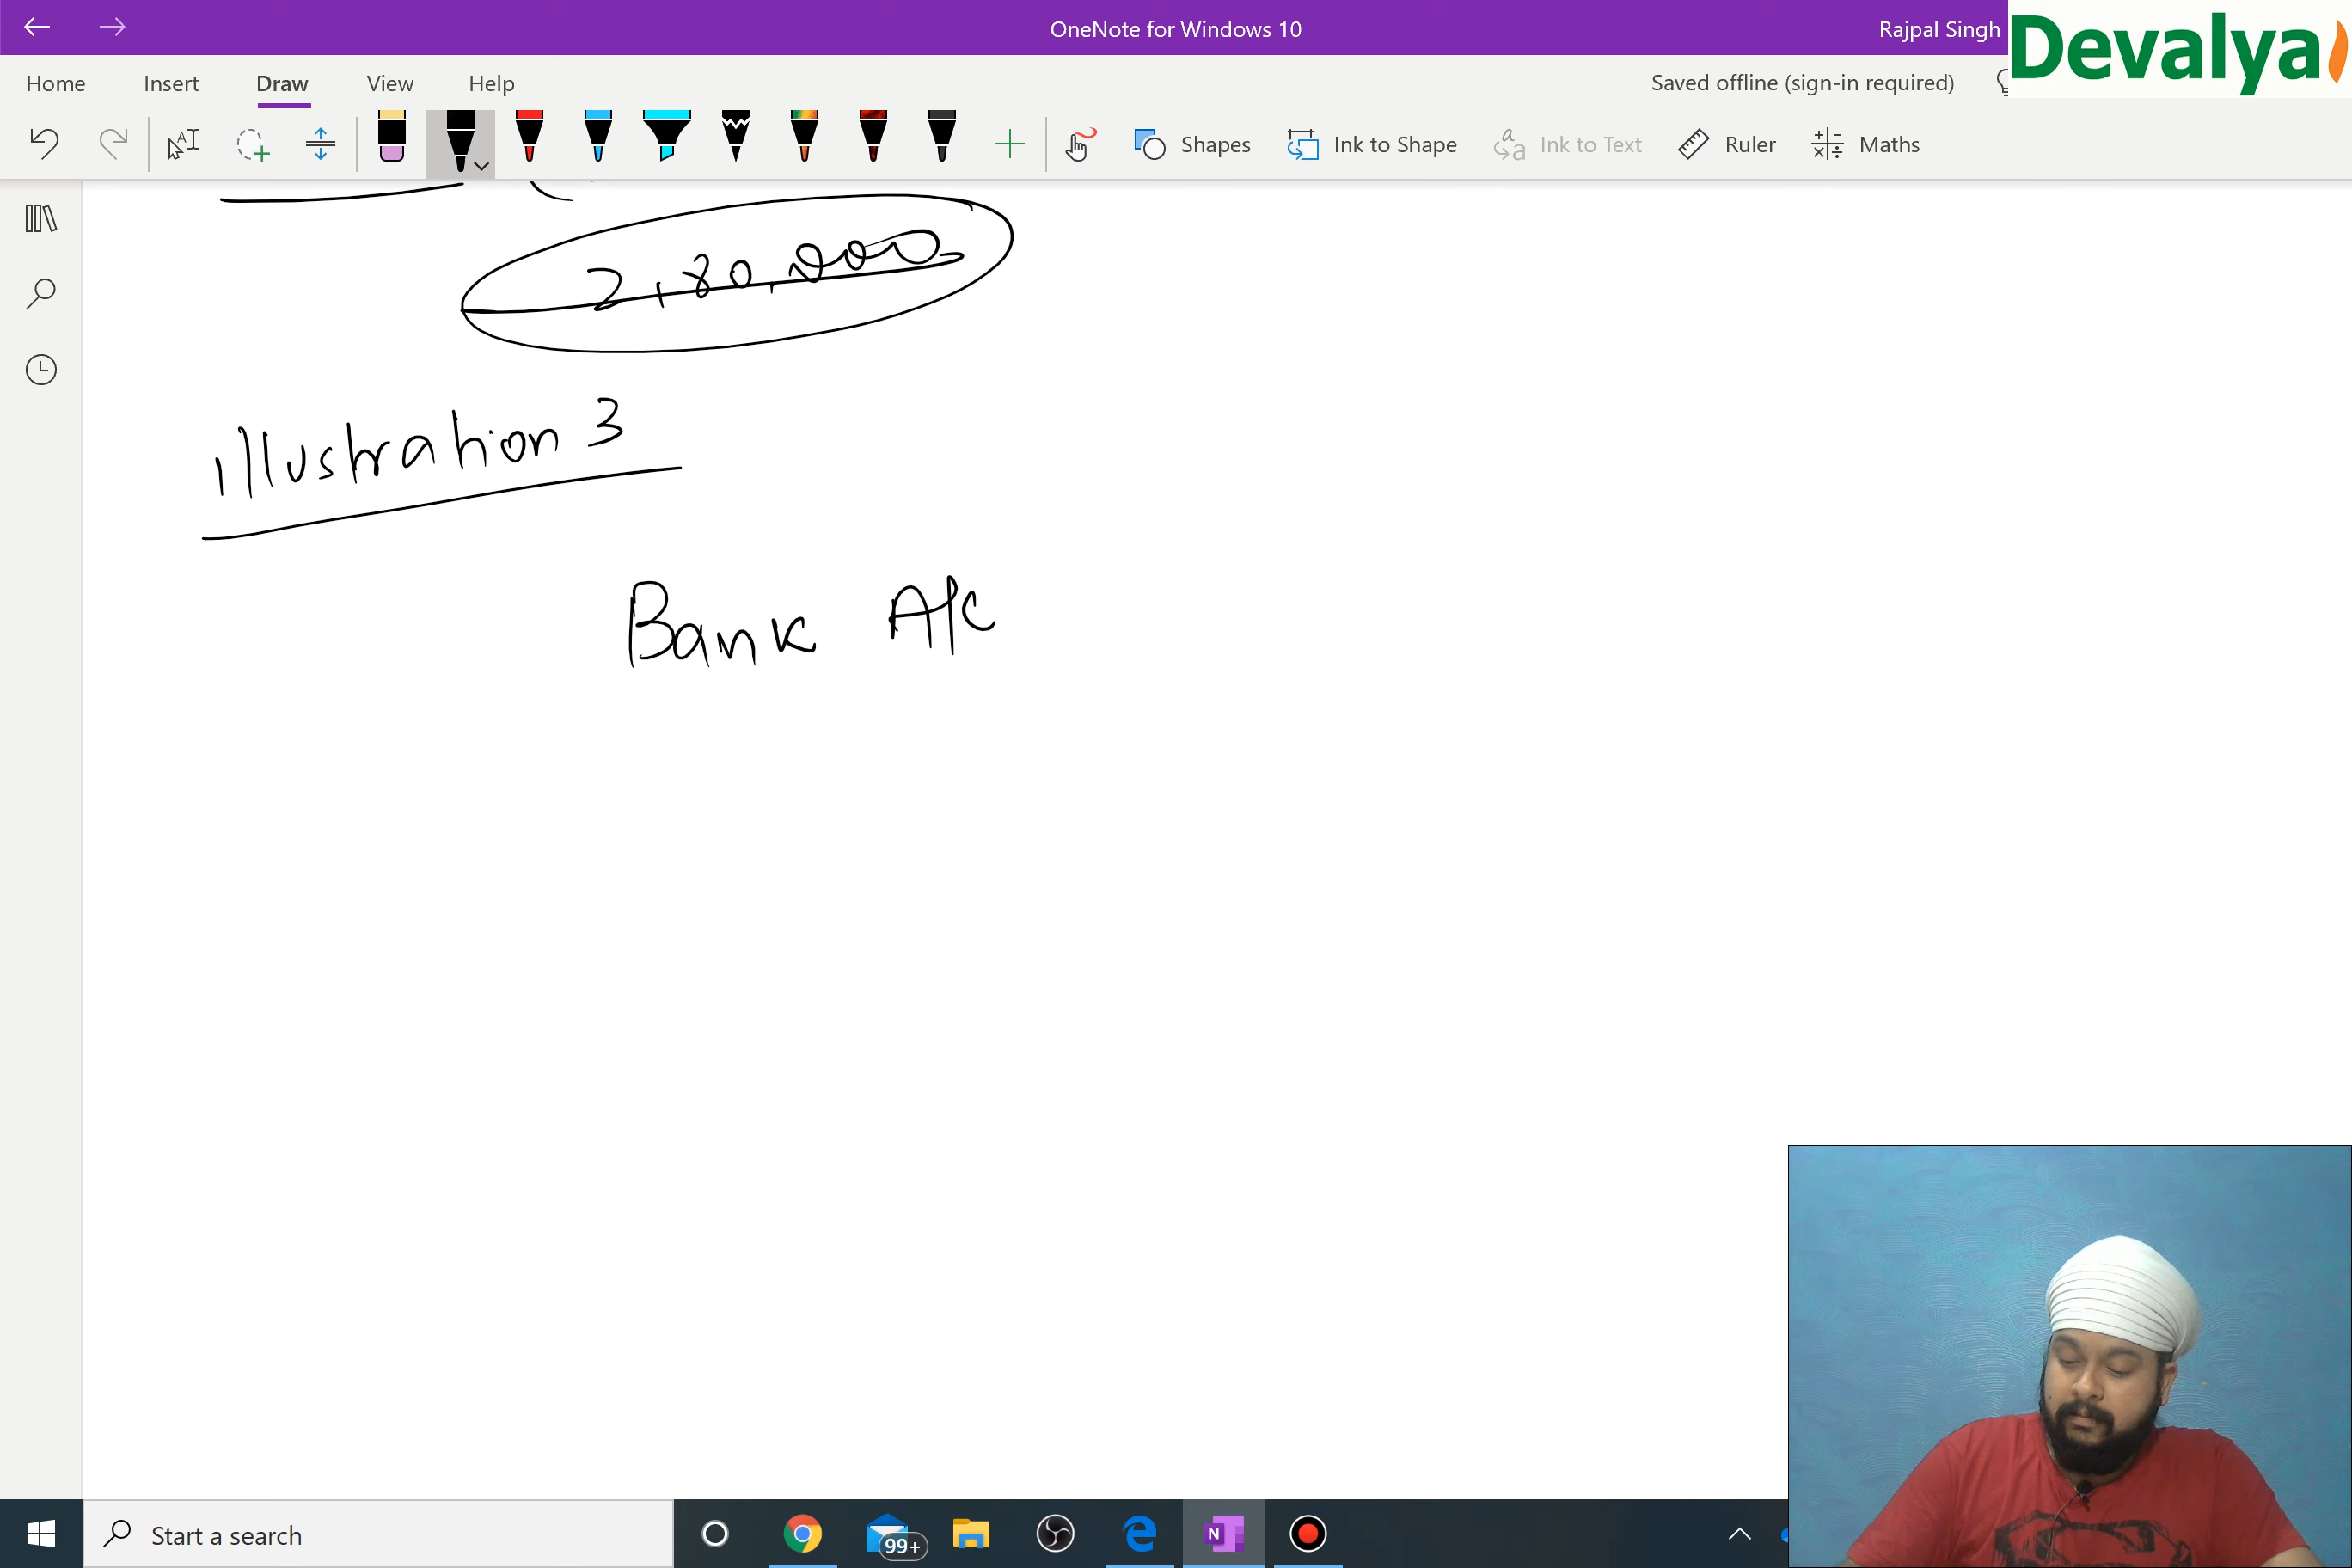 OneNote for Windows 10
Rajpal Singh
Devalya
Home Insert Draw View Help
Saved offline (sign-in required)
Shapes Ink to Shape Ink to Text Ruler Maths
2,80,000
illustration 3
Bank A/c
Start a search
99+
N